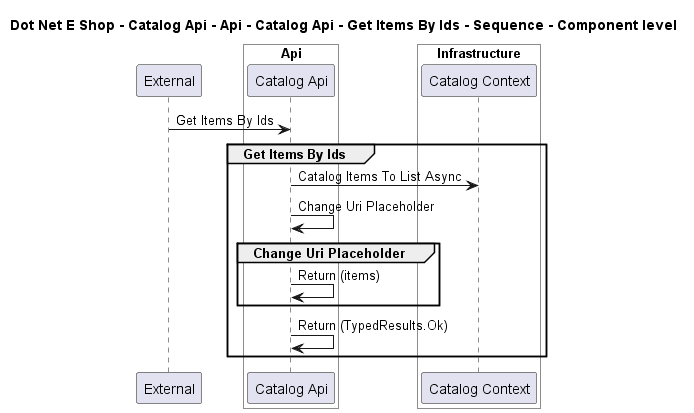 Dot Net E Shop - Catalog Api - Api - Catalog Api - Get Items By Ids - Sequence - Component level
Api
Infrastructure
External
Catalog Api
Catalog Context
Get Items By Ids
Get Items By Ids
Catalog Items To List Async
Change Uri Placeholder
Change Uri Placeholder
Return (items)
Return (TypedResults.Ok)
External
Catalog Api
Catalog Context